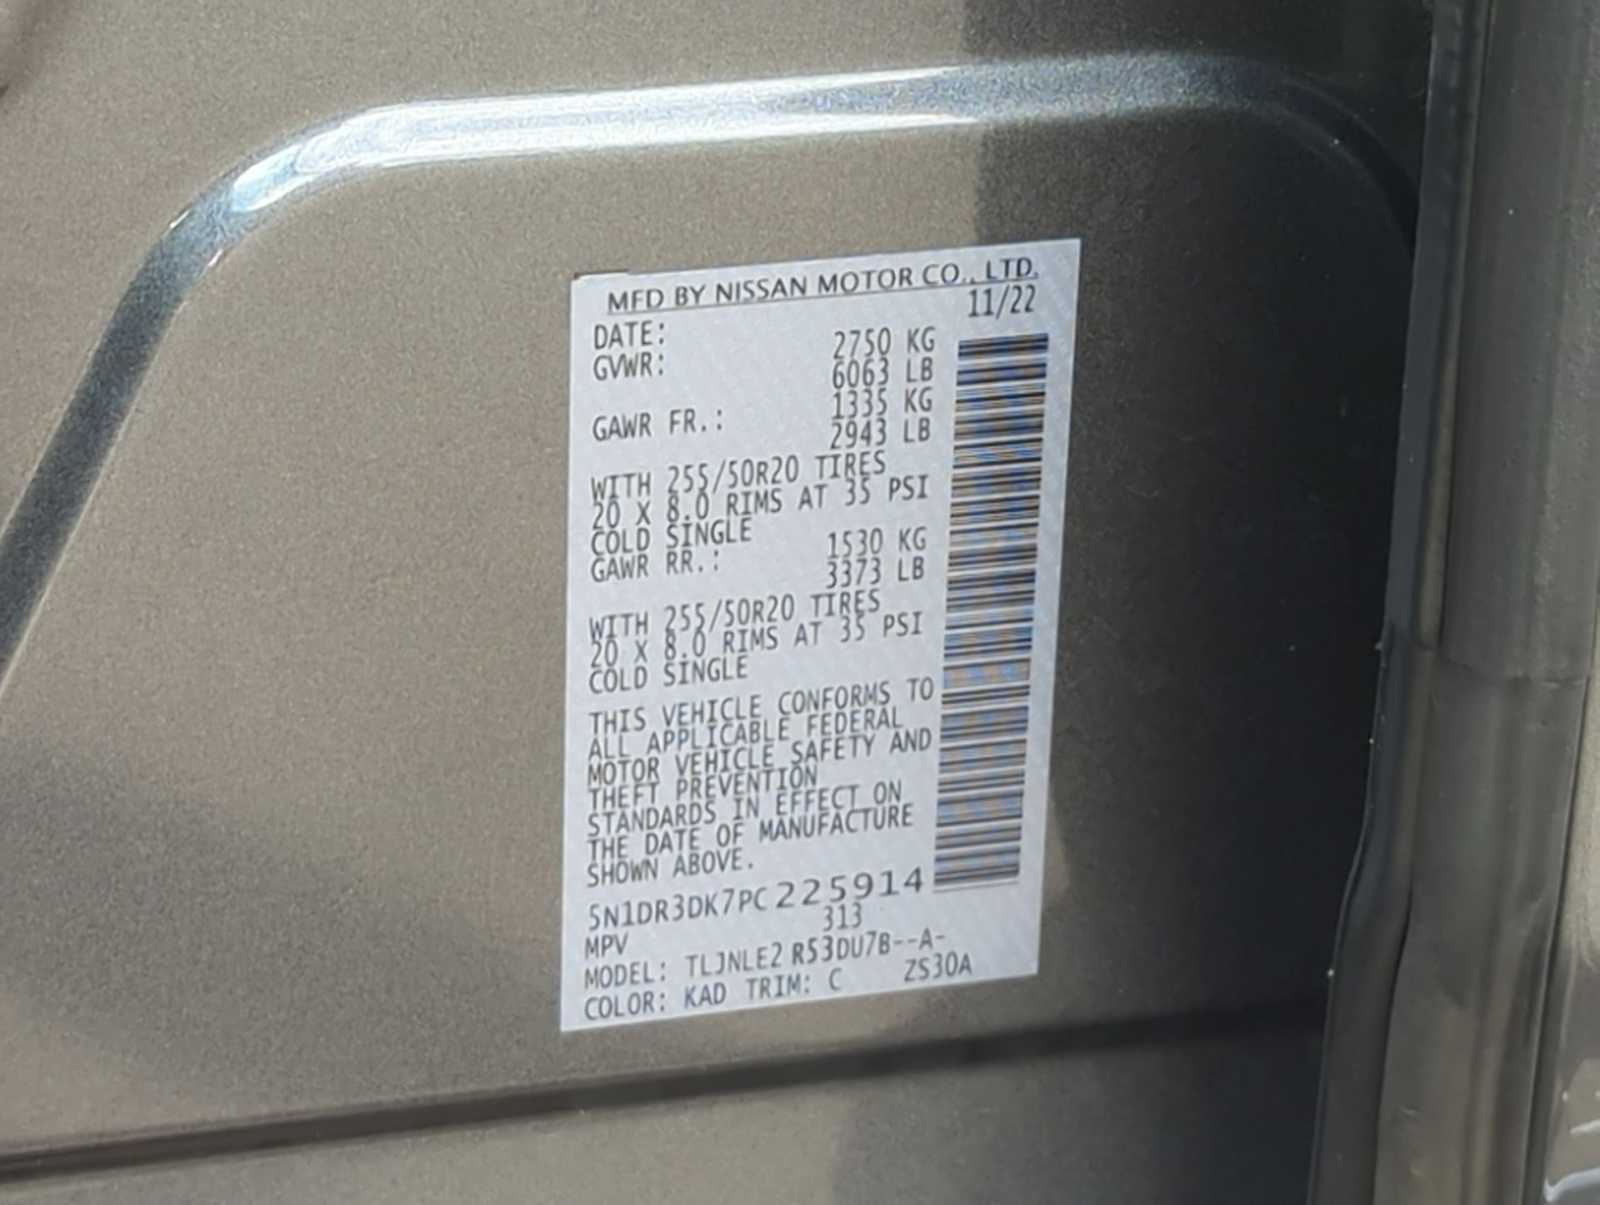 MFD BY NISSAN MOTOR CO., LTD.
DATE: 11/22
GVWR: 2750 KG
6063 LB
GAWR FR.: 1335 KG
2943 LB
WITH 255/50R20 TIRES
20 X 8.0 RIMS AT 35 PSI
COLD SINGLE
GAWR RR.: 1530 KG
3373 LB
WITH 255/50R20 TIRES
20 X 8.0 RIMS AT 35 PSI
COLD SINGLE
THIS VEHICLE CONFORMS TO
ALL APPLICABLE FEDERAL
MOTOR VEHICLE SAFETY AND
THEFT PREVENTION
STANDARDS IN EFFECT ON
THE DATE OF MANUFACTURE
SHOWN ABOVE.
5N1DR3DK7PC225914
MPV 313
MODEL: TLJNLE2 R53DU7B--A-
COLOR: KAD TRIM: C ZS30A